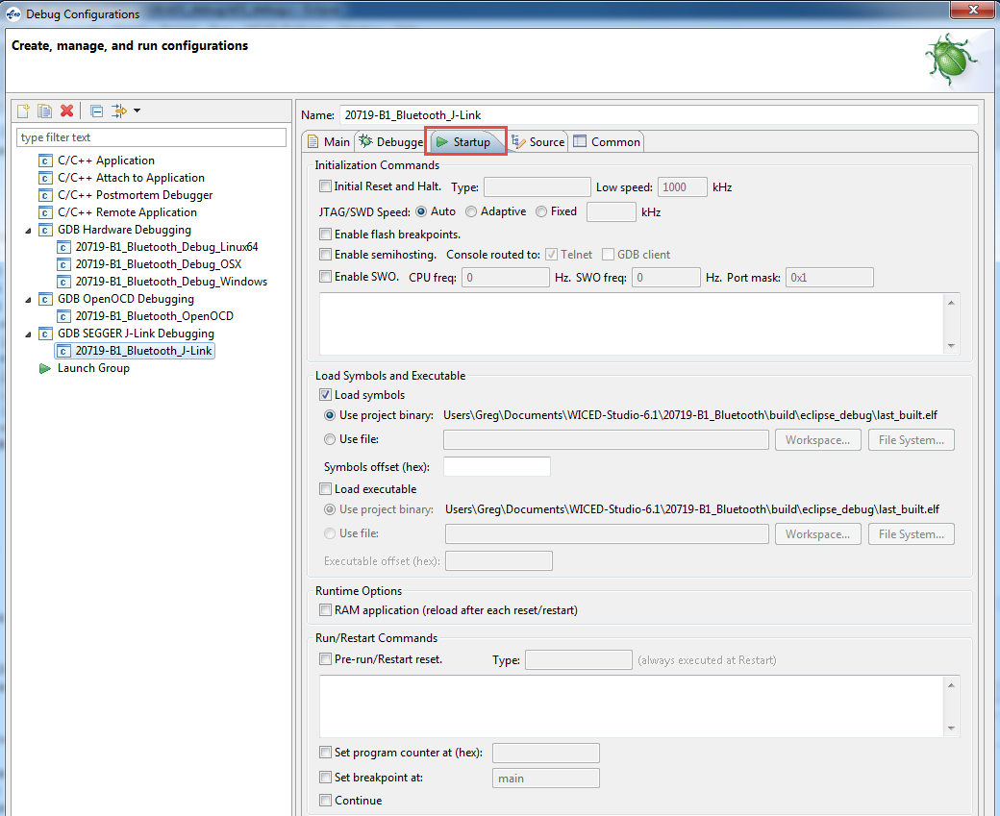 Debug Configurations
Create, manage, and run configurations
type filter text
C/C++ Application
C/C++ Attach to Application
C/C++ Postmortem Debugger
C/C++ Remote Application
GDB Hardware Debugging
20719-B1_Bluetooth_Debug_Linux64
20719-B1_Bluetooth_Debug_OSX
20719-B1_Bluetooth_Debug_Windows
GDB OpenOCD Debugging
20719-B1_Bluetooth_OpenOCD
GDB SEGGER J-Link Debugging
20719-B1_Bluetooth_J-Link
Launch Group
Name: 20719-B1_Bluetooth_J-Link
Main Debugge Startup Source Common
Initialization Commands
Initial Reset and Halt. Type: Low speed: 1000 kHz
JTAG/SWD Speed: Auto Adaptive Fixed kHz
Enable flash breakpoints.
Enable semihosting. Console routed to: Telnet GDB client
Enable SWO. CPU freq: 0 Hz. SWO freq: 0 Hz. Port mask: 0x1
Load Symbols and Executable
Load symbols
Use project binary: Users\Greg\Documents\WICED-Studio-6.1\20719-B1_Bluetooth\build\eclipse_debug\last_built.elf
Use file: Workspace... File System...
Symbols offset (hex):
Load executable
Use project binary: Users\Greg\Documents\WICED-Studio-6.1\20719-B1_Bluetooth\build\eclipse_debug\last_built.elf
Use file: Workspace... File System...
Executable offset (hex):
Runtime Options
RAM application (reload after each reset/restart)
Run/Restart Commands
Pre-run/Restart reset. Type: (always executed at Restart)
Set program counter at (hex):
Set breakpoint at: main
Continue